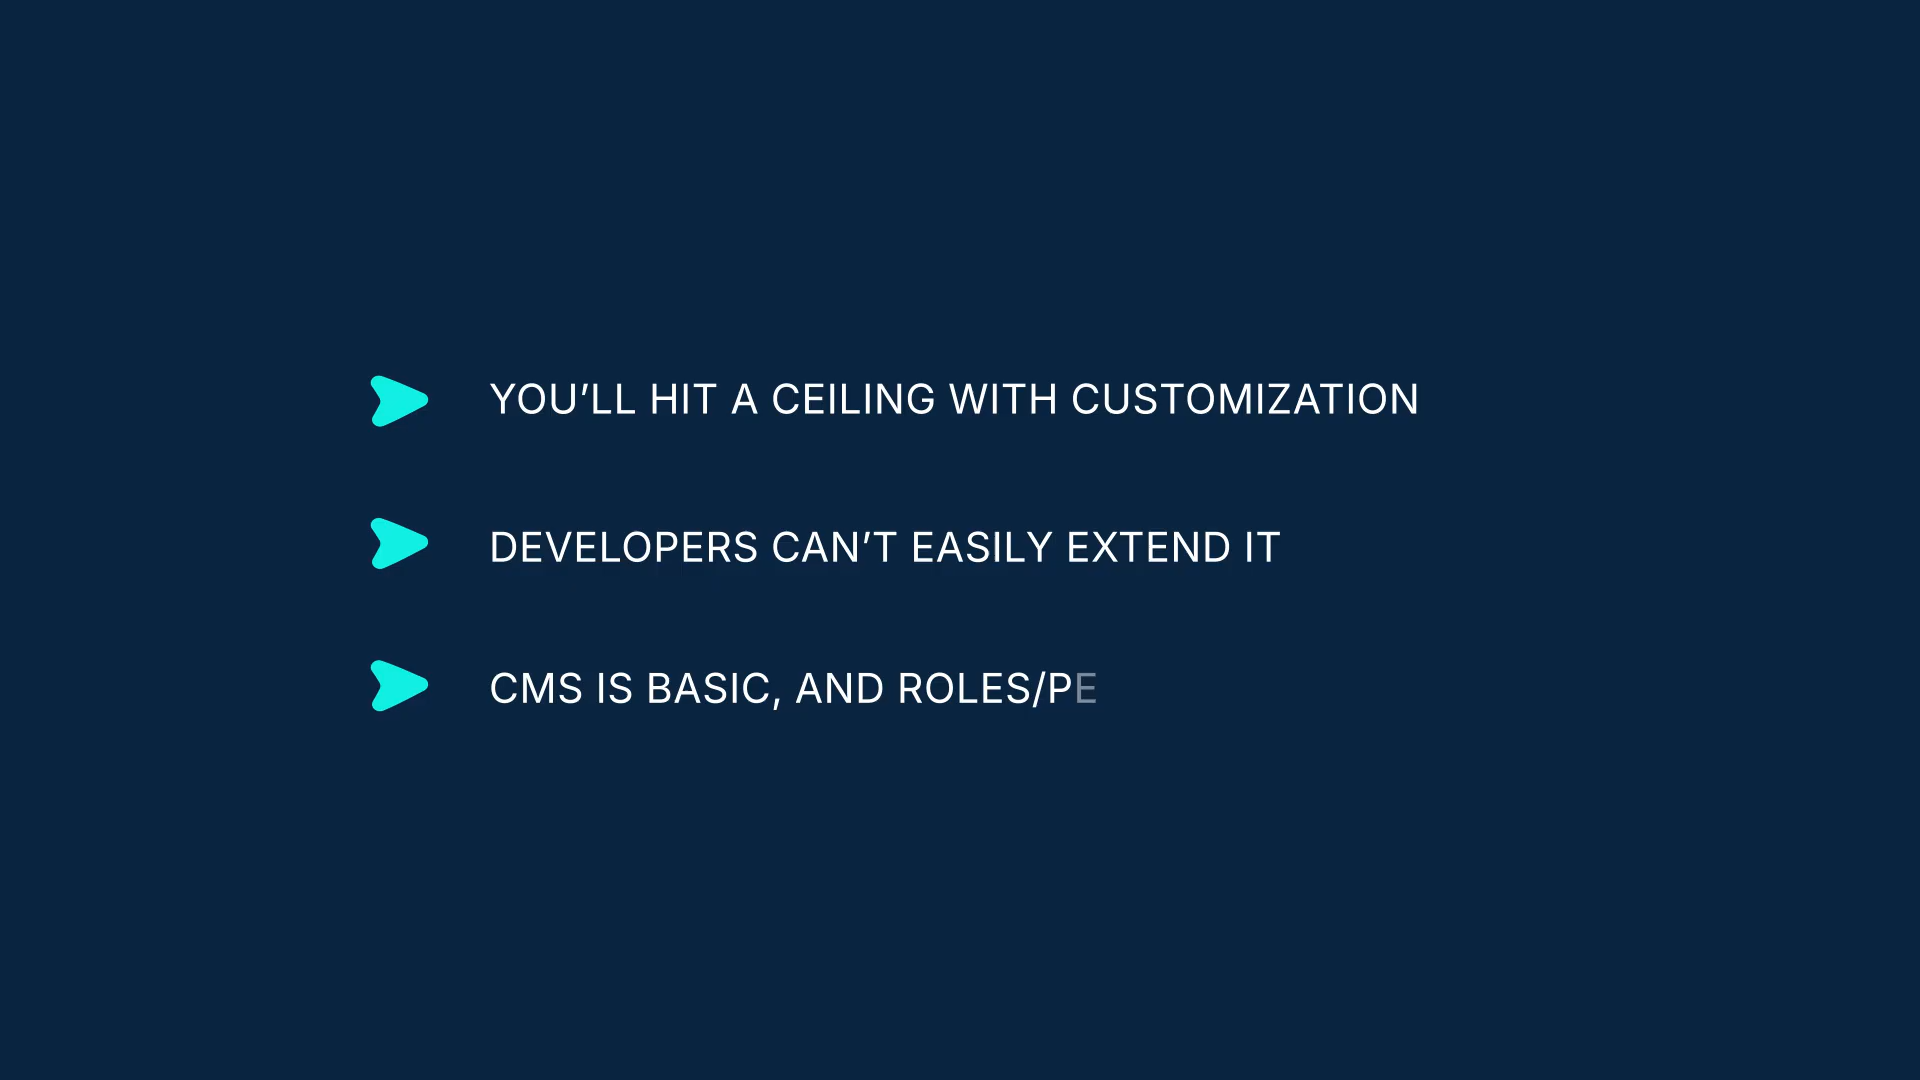 YOU’LL HIT A CEILING WITH CUSTOMIZATION
DEVELOPERS CAN’T EASILY EXTEND IT
CMS IS BASIC, AND ROLES/PE